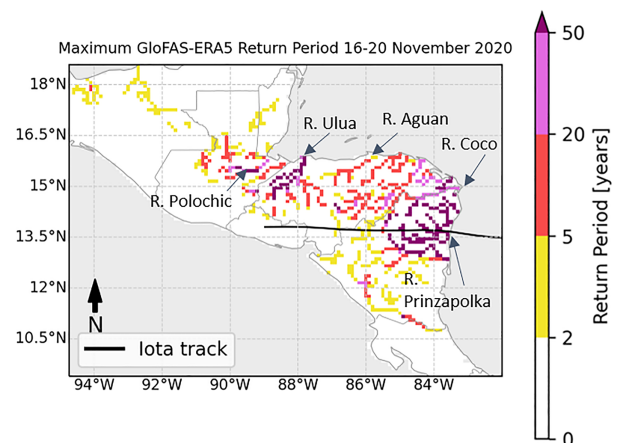 Maximum GloFAS-ERA5 Return Period 16-20 November 2020
50
20
5
2
0
Return Period [years]
18°N
16.5°N
15°N
13.5°N
12°N
10.5°N
94°W
92°W
90°W
88°W
86°W
84°W
R. Ulua
R. Aguan
R. Coco
R. Polochic
R.
Prinzapolka
N
Iota track